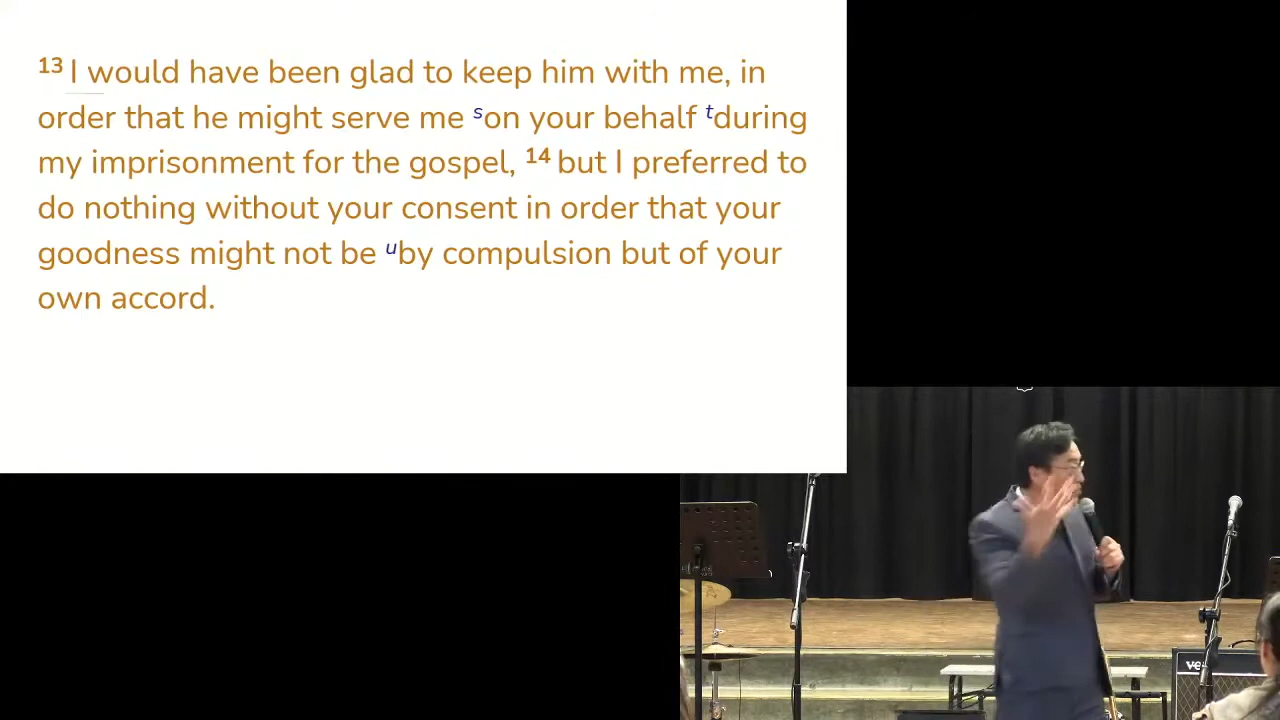 13 I would have been glad to keep him with me, in
order that he might serve me s on your behalf t during
my imprisonment for the gospel, 14 but I preferred to
do nothing without your consent in order that your
goodness might not be u by compulsion but of your
own accord.